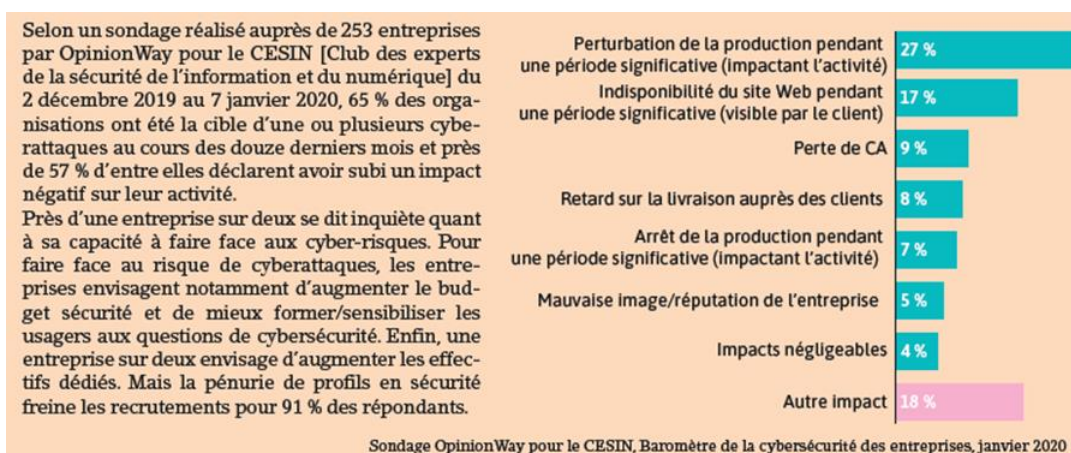 Selon un sondage réalisé auprès de 253 entreprises
par OpinionWay pour le CESIN [Club des experts
de la sécurité de l'information et du numérique] du
2 décembre 2019 au 7 janvier 2020, 65 % des orga-
nisations ont été la cible d'une ou plusieurs cybe-
rattaques au cours des douze derniers mois et près
de 57 % d'entre elles déclarent avoir subi un impact
négatif sur leur activité.
Près d'une entreprise sur deux se dit inquiète quant
à sa capacité à faire face aux cyber-risques. Pour
faire face au risque de cyberattaques, les entre-
prises envisagent notamment d'augmenter le bud-
get sécurité et de mieux former/sensibiliser les
usagers aux questions de cybersécurité. Enfin, une
entreprise sur deux envisage d'augmenter les effec-
tifs dédiés. Mais la pénurie de profils en sécurité
freine les recrutements pour 91 % des répondants.
Perturbation de la production pendant
une période significative (impactant l'activité)
27 %
Indisponibilité du site Web pendant
une période significative (visible par le client)
17 %
Perte de CA
9 %
Retard sur la livraison auprès des clients
8 %
Arrêt de la production pendant
une période significative (impactant l'activité)
7 %
Mauvaise image/réputation de l'entreprise
5 %
Impacts négligeables
4 %
Autre impact
18 %
Sondage OpinionWay pour le CESIN, Baromètre de la cybersécurité des entreprises, janvier 2020